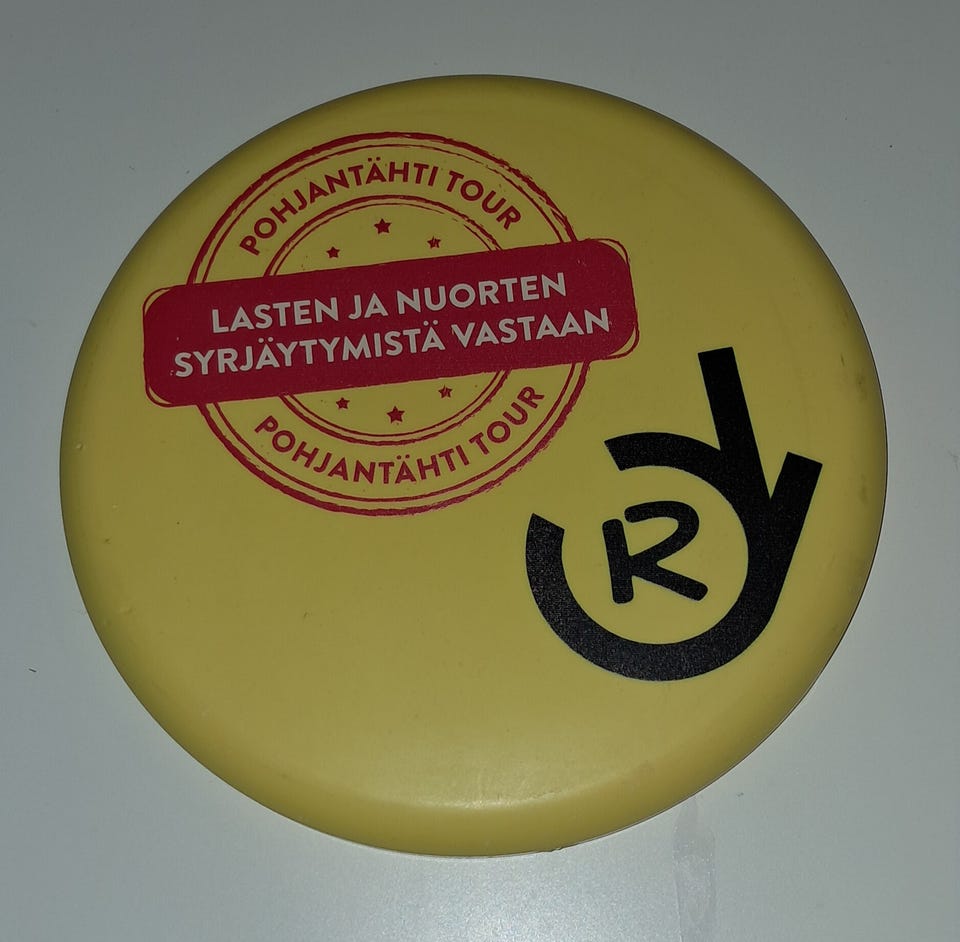 POHJANTÄHTI TOUR
LASTEN JA NUORTEN
SYRJÄYTYMISTÄ VASTAAN
POHJANTÄHTI TOUR
R